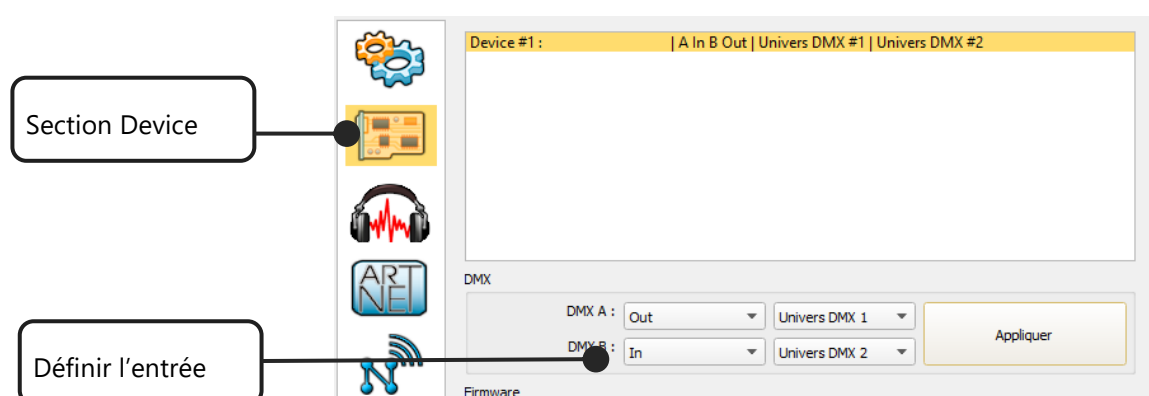 Device #1 : | A In B Out | Univers DMX #1 | Univers DMX #2
Section Device
ART
NET
DMX
DMX A : Out Univers DMX 1
Appliquer
DMX B : In Univers DMX 2
N
Définir l’entrée
Firmware